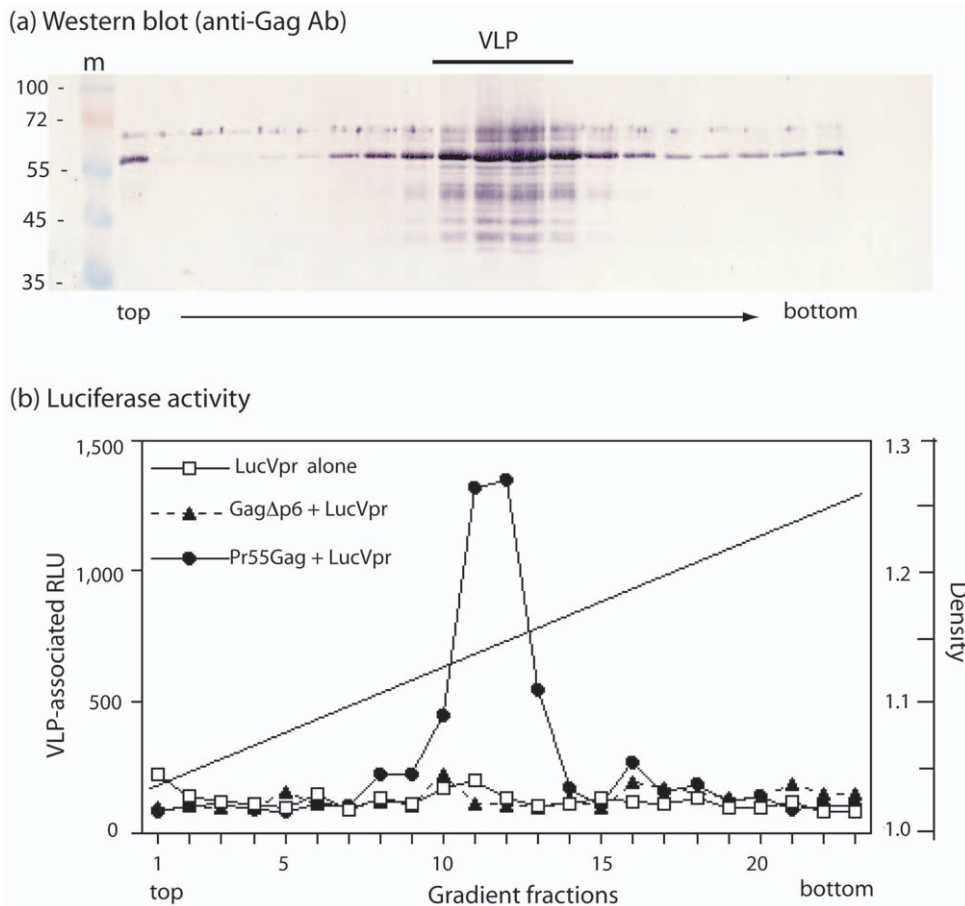 (a) Western blot (anti-Gag Ab)
VLP
m
100 -
72 -
55 -
45 -
35 -
top
bottom
(b) Luciferase activity
1,500
1,000
500
0
VLP-associated RLU
LucVpr alone
GagΔp6 + LucVpr
Pr55Gag + LucVpr
1.3
1.2
1.1
1.0
Density
1 5 10 15 20
top
Gradient fractions
bottom